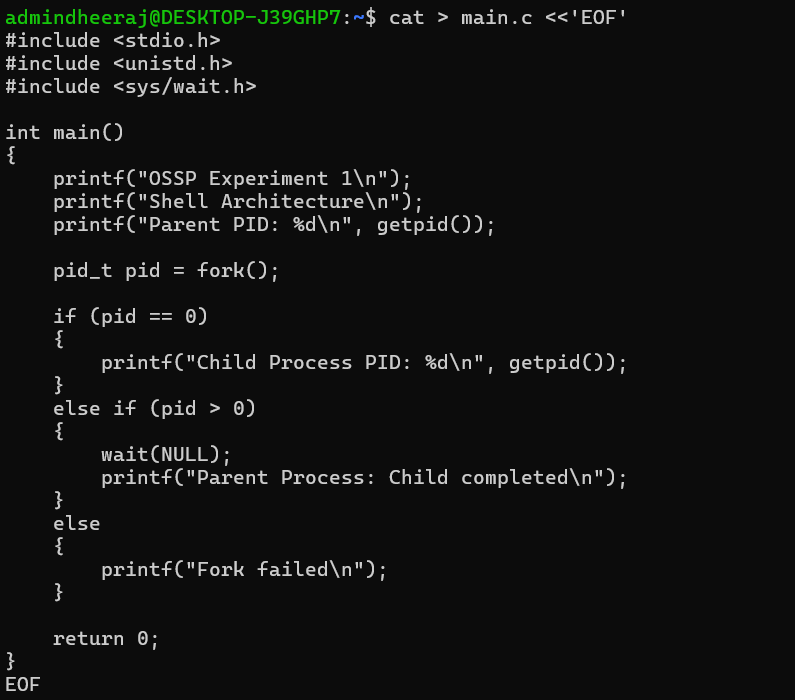 admindheeraj@DESKTOP-J39GHP7:~$ cat > main.c <<'EOF'
#include <stdio.h>
#include <unistd.h>
#include <sys/wait.h>

int main()
{
    printf("OSSP Experiment 1\n");
    printf("Shell Architecture\n");
    printf("Parent PID: %d\n", getpid());

    pid_t pid = fork();

    if (pid == 0)
    {
        printf("Child Process PID: %d\n", getpid());
    }
    else if (pid > 0)
    {
        wait(NULL);
        printf("Parent Process: Child completed\n");
    }
    else
    {
        printf("Fork failed\n");
    }

    return 0;
}
EOF